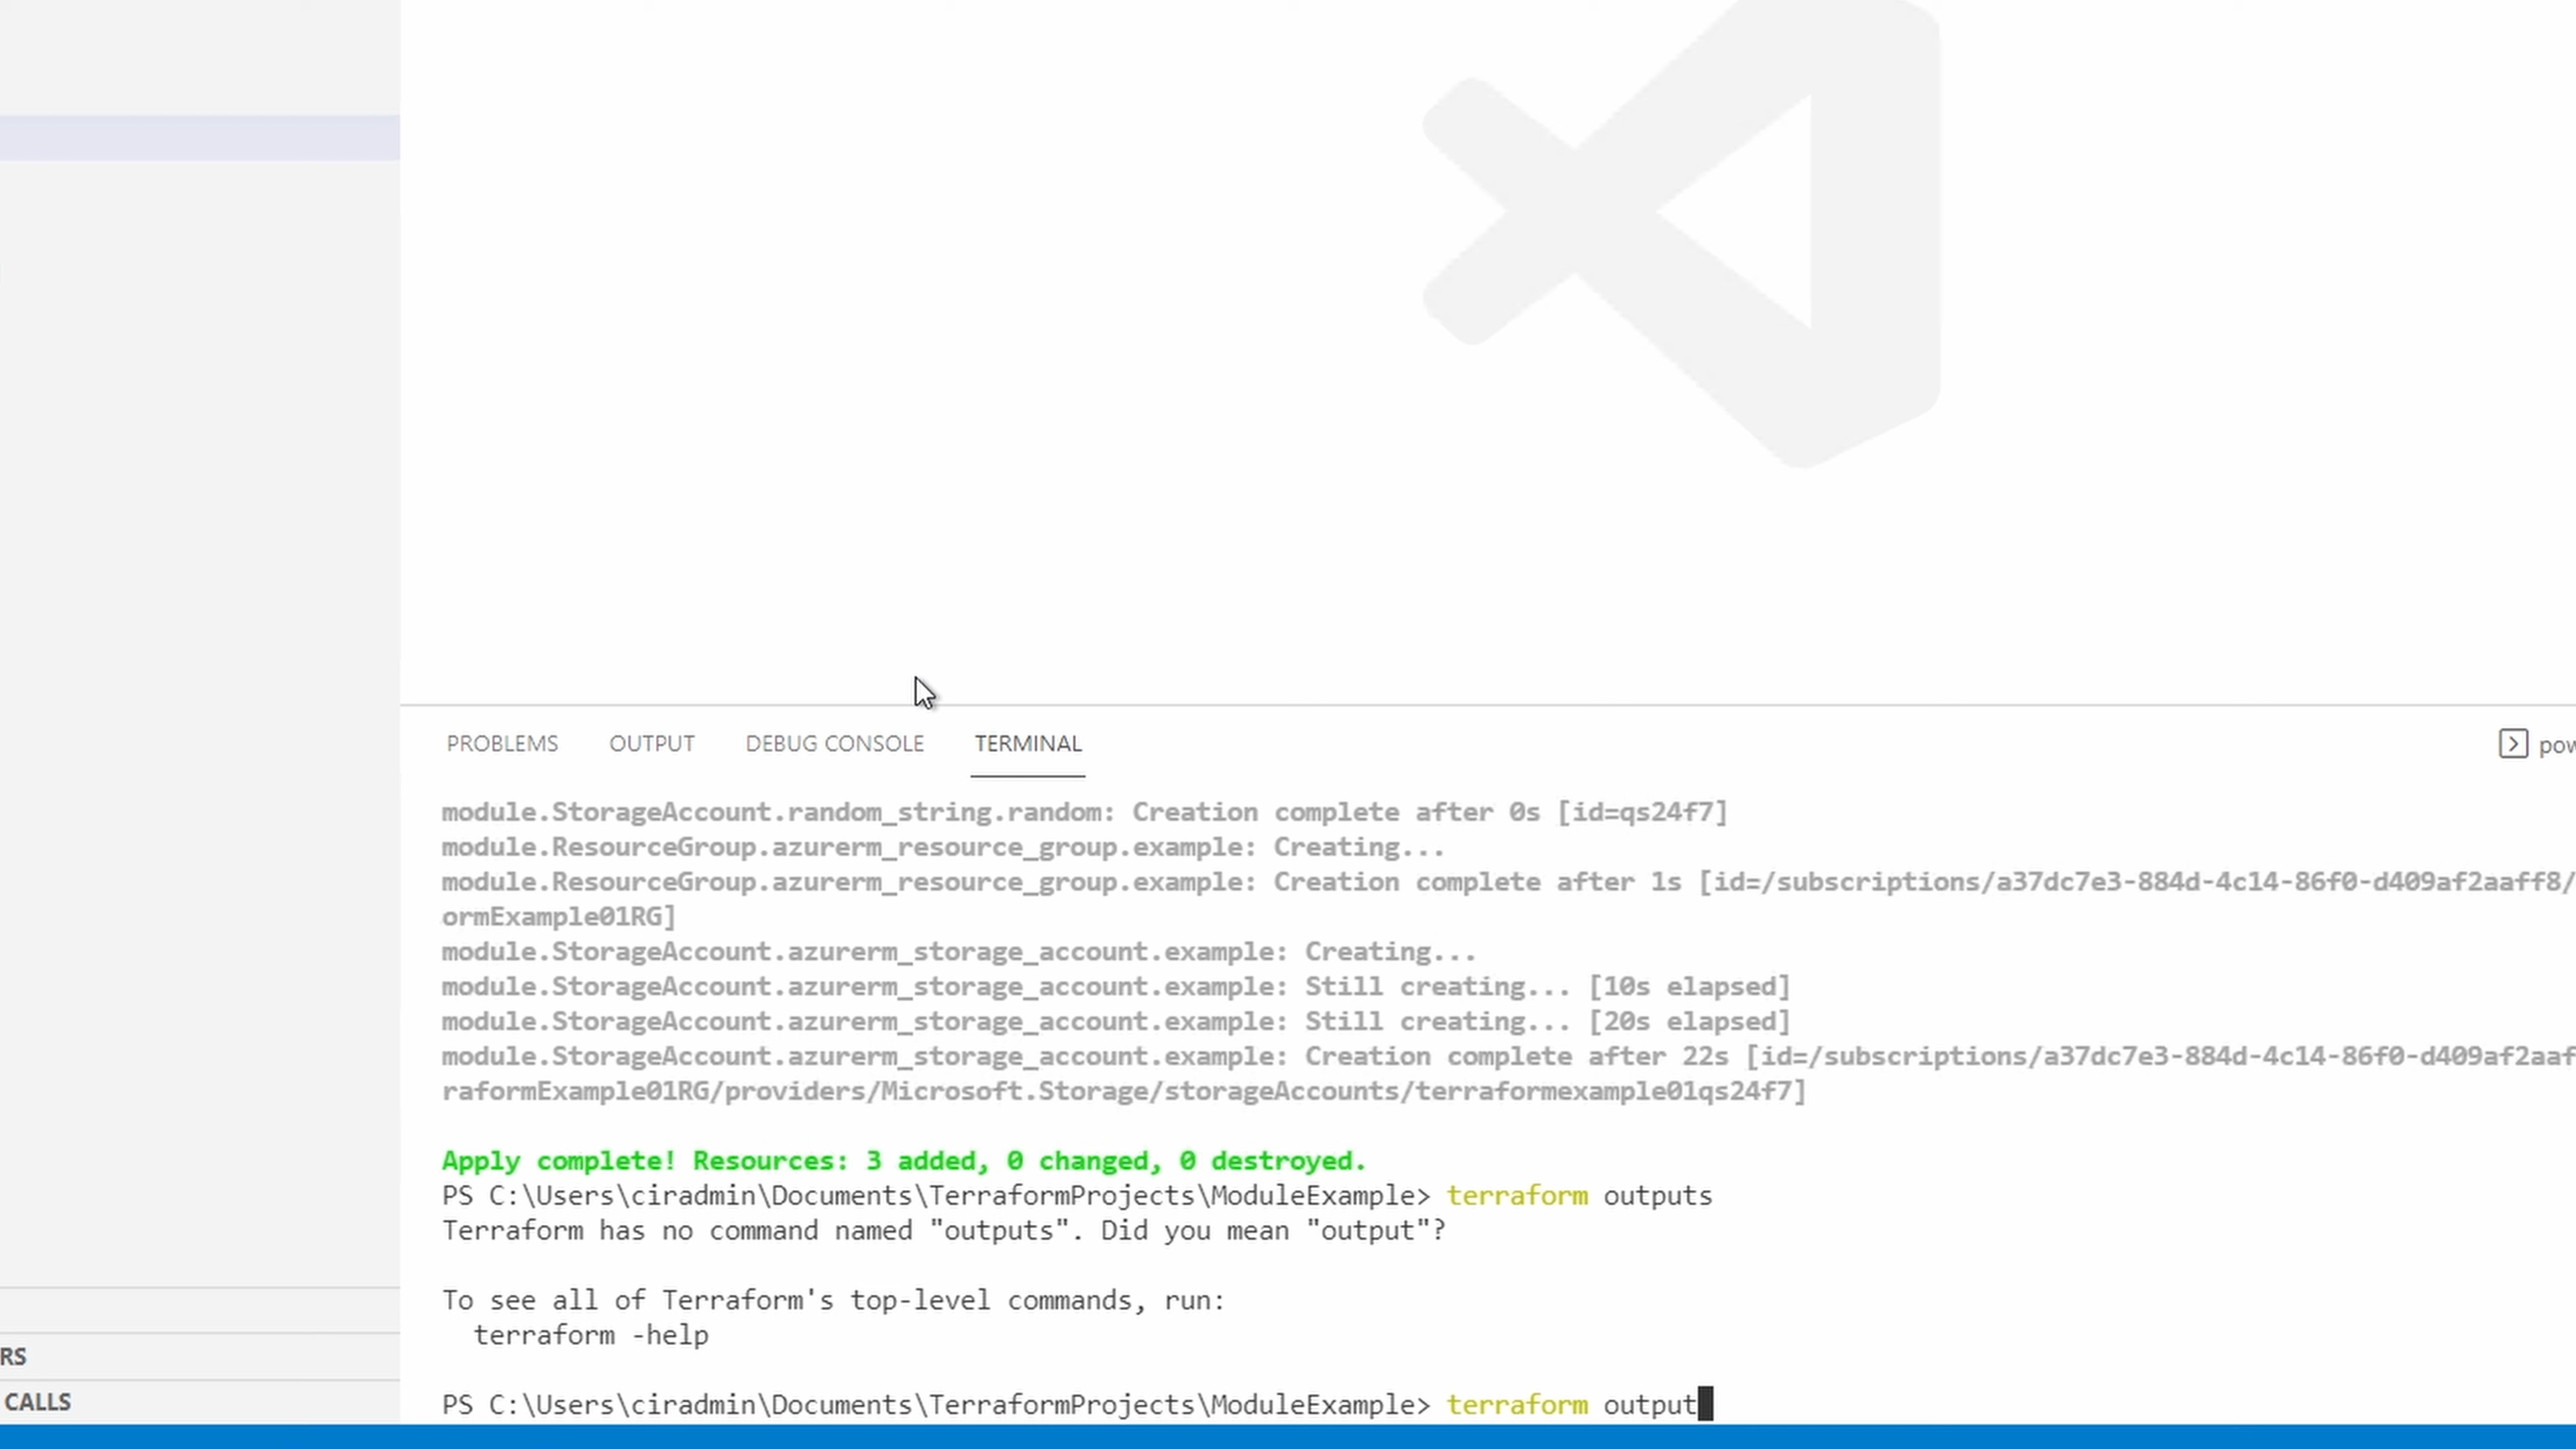 PROBLEMS OUTPUT DEBUG CONSOLE TERMINAL
module.StorageAccount.random_string.random: Creation complete after 0s [id=qs24f7]
module.ResourceGroup.azurerm_resource_group.example: Creating...
module.ResourceGroup.azurerm_resource_group.example: Creation complete after 1s [id=/subscriptions/a37dc7e3-884d-4c14-86f0-d409af2aaff8/
ormExample01RG]
module.StorageAccount.azurerm_storage_account.example: Creating...
module.StorageAccount.azurerm_storage_account.example: Still creating... [10s elapsed]
module.StorageAccount.azurerm_storage_account.example: Still creating... [20s elapsed]
module.StorageAccount.azurerm_storage_account.example: Creation complete after 22s [id=/subscriptions/a37dc7e3-884d-4c14-86f0-d409af2aaf
raformExample01RG/providers/Microsoft.Storage/storageAccounts/terraformexample01qs24f7]
Apply complete! Resources: 3 added, 0 changed, 0 destroyed.
PS C:\Users\ciradmin\Documents\TerraformProjects\ModuleExample> terraform outputs
Terraform has no command named "outputs". Did you mean "output"?
To see all of Terraform's top-level commands, run:
terraform -help
PS C:\Users\ciradmin\Documents\TerraformProjects\ModuleExample> terraform output
RS
CALLS